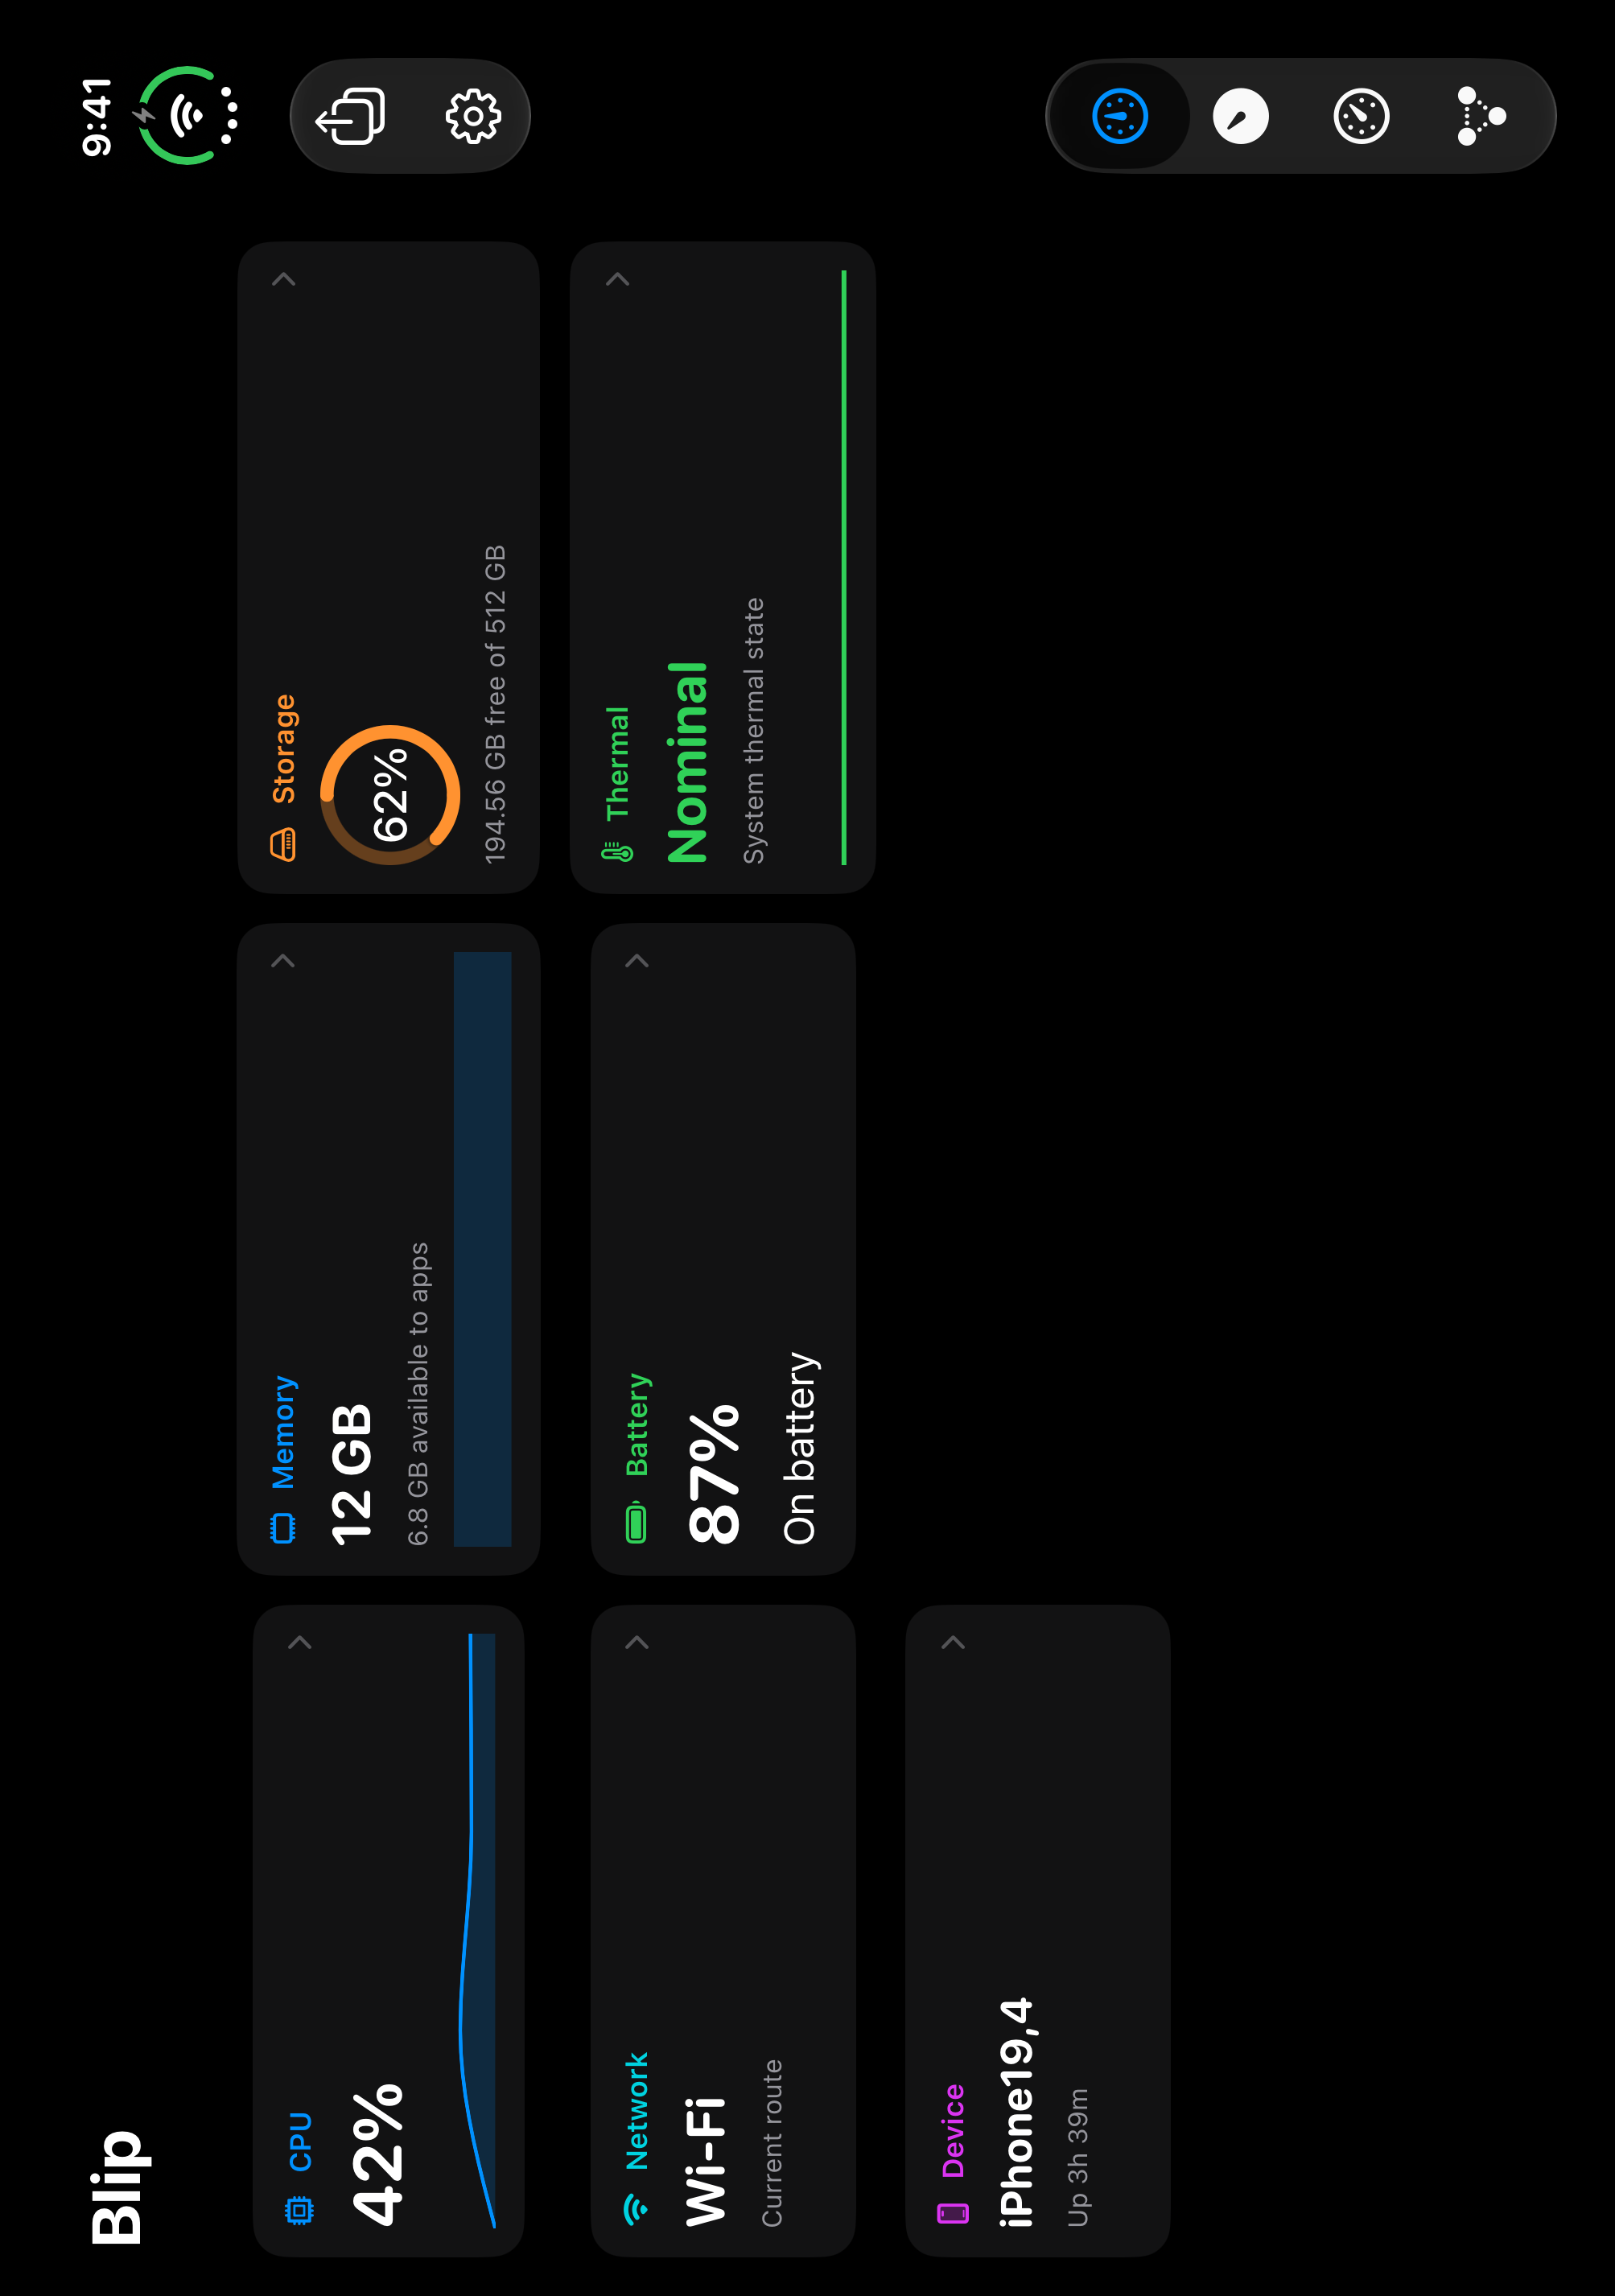 Blip
9:41
CPU
42%
Memory
12 GB
6.8 GB available to apps
Storage
62%
194.56 GB free of 512 GB
Network
Wi-Fi
Current route
Battery
87%
On battery
Thermal
Nominal
System thermal state
Device
iPhone19,4
Up 3h 39m